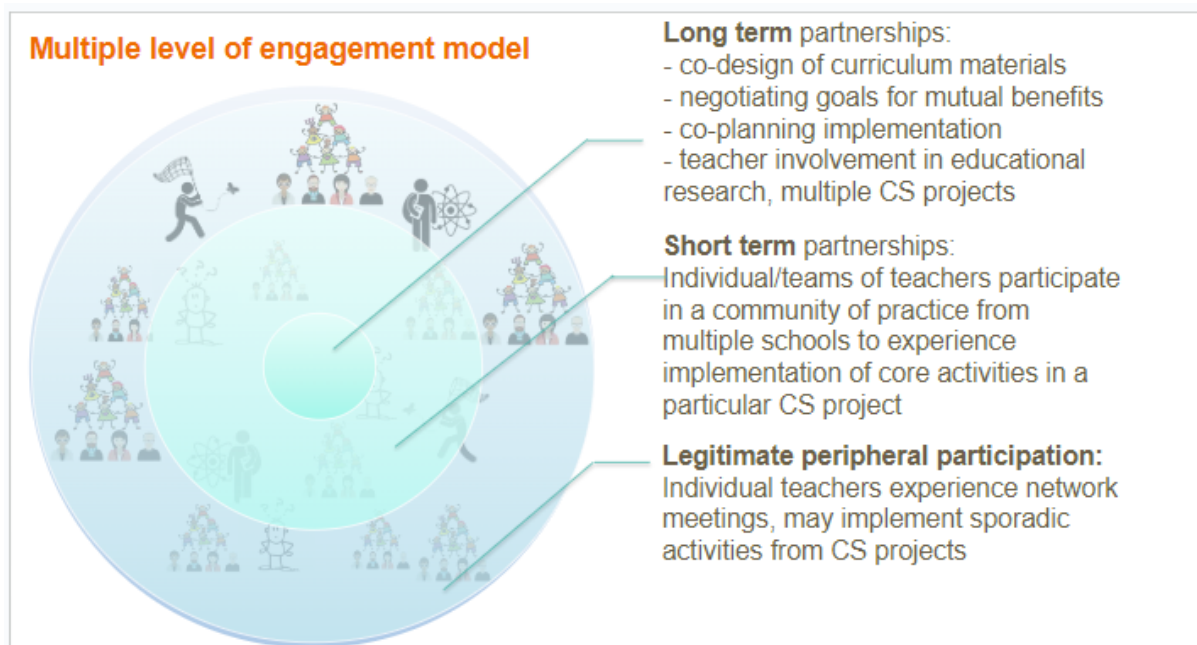 Multiple level of engagement model
Long term partnerships:
- co-design of curriculum materials
- negotiating goals for mutual benefits
- co-planning implementation
- teacher involvement in educational
research, multiple CS projects
Short term partnerships:
Individual/teams of teachers participate
in a community of practice from
multiple schools to experience
implementation of core activities in a
particular CS project
Legitimate peripheral participation:
Individual teachers experience network
meetings, may implement sporadic
activities from CS projects